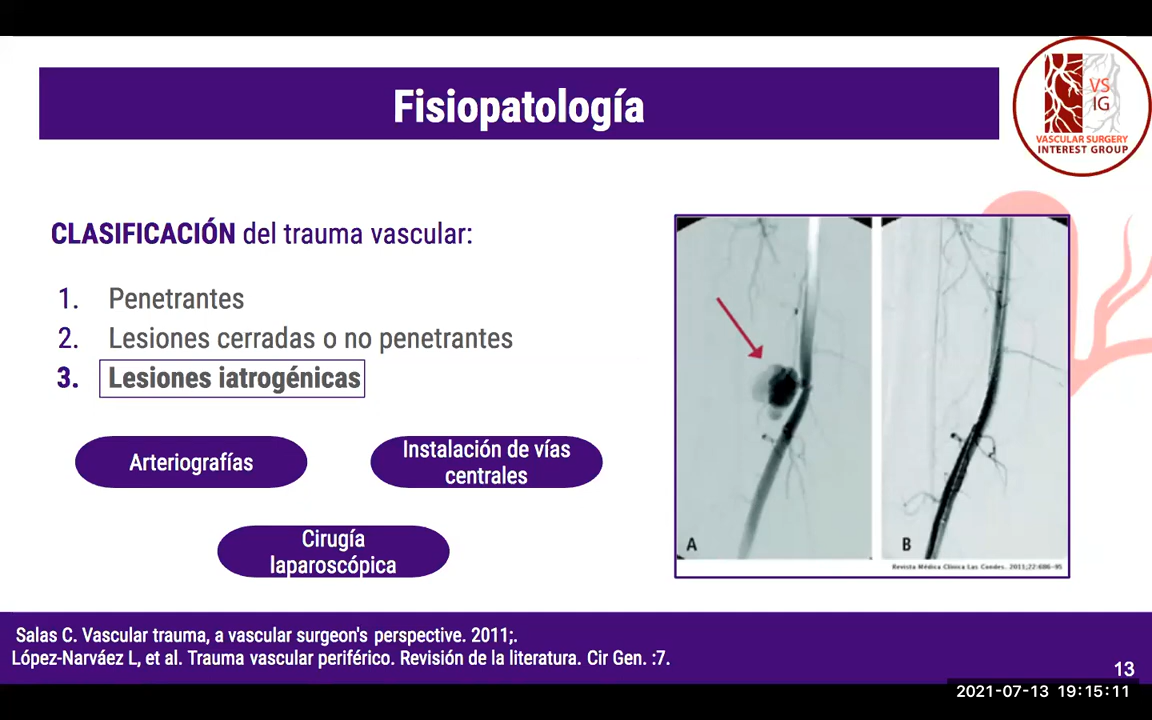 Fisiopatología
VS
IG
VASCULAR SURGERY
INTEREST GROUP
CLASIFICACIÓN del trauma vascular:
1. Penetrantes
2. Lesiones cerradas o no penetrantes
3. Lesiones iatrogénicas
Arteriografías
Instalación de vías
centrales
Cirugía
laparoscópica
A
B
Revista Médica Clínica Las Condes. 2011;22:686-95
Salas C. Vascular trauma, a vascular surgeon's perspective. 2011;.
López-Narváez L, et al. Trauma vascular periférico. Revisión de la literatura. Cir Gen. :7.
13
2021-07-13 19:15:11